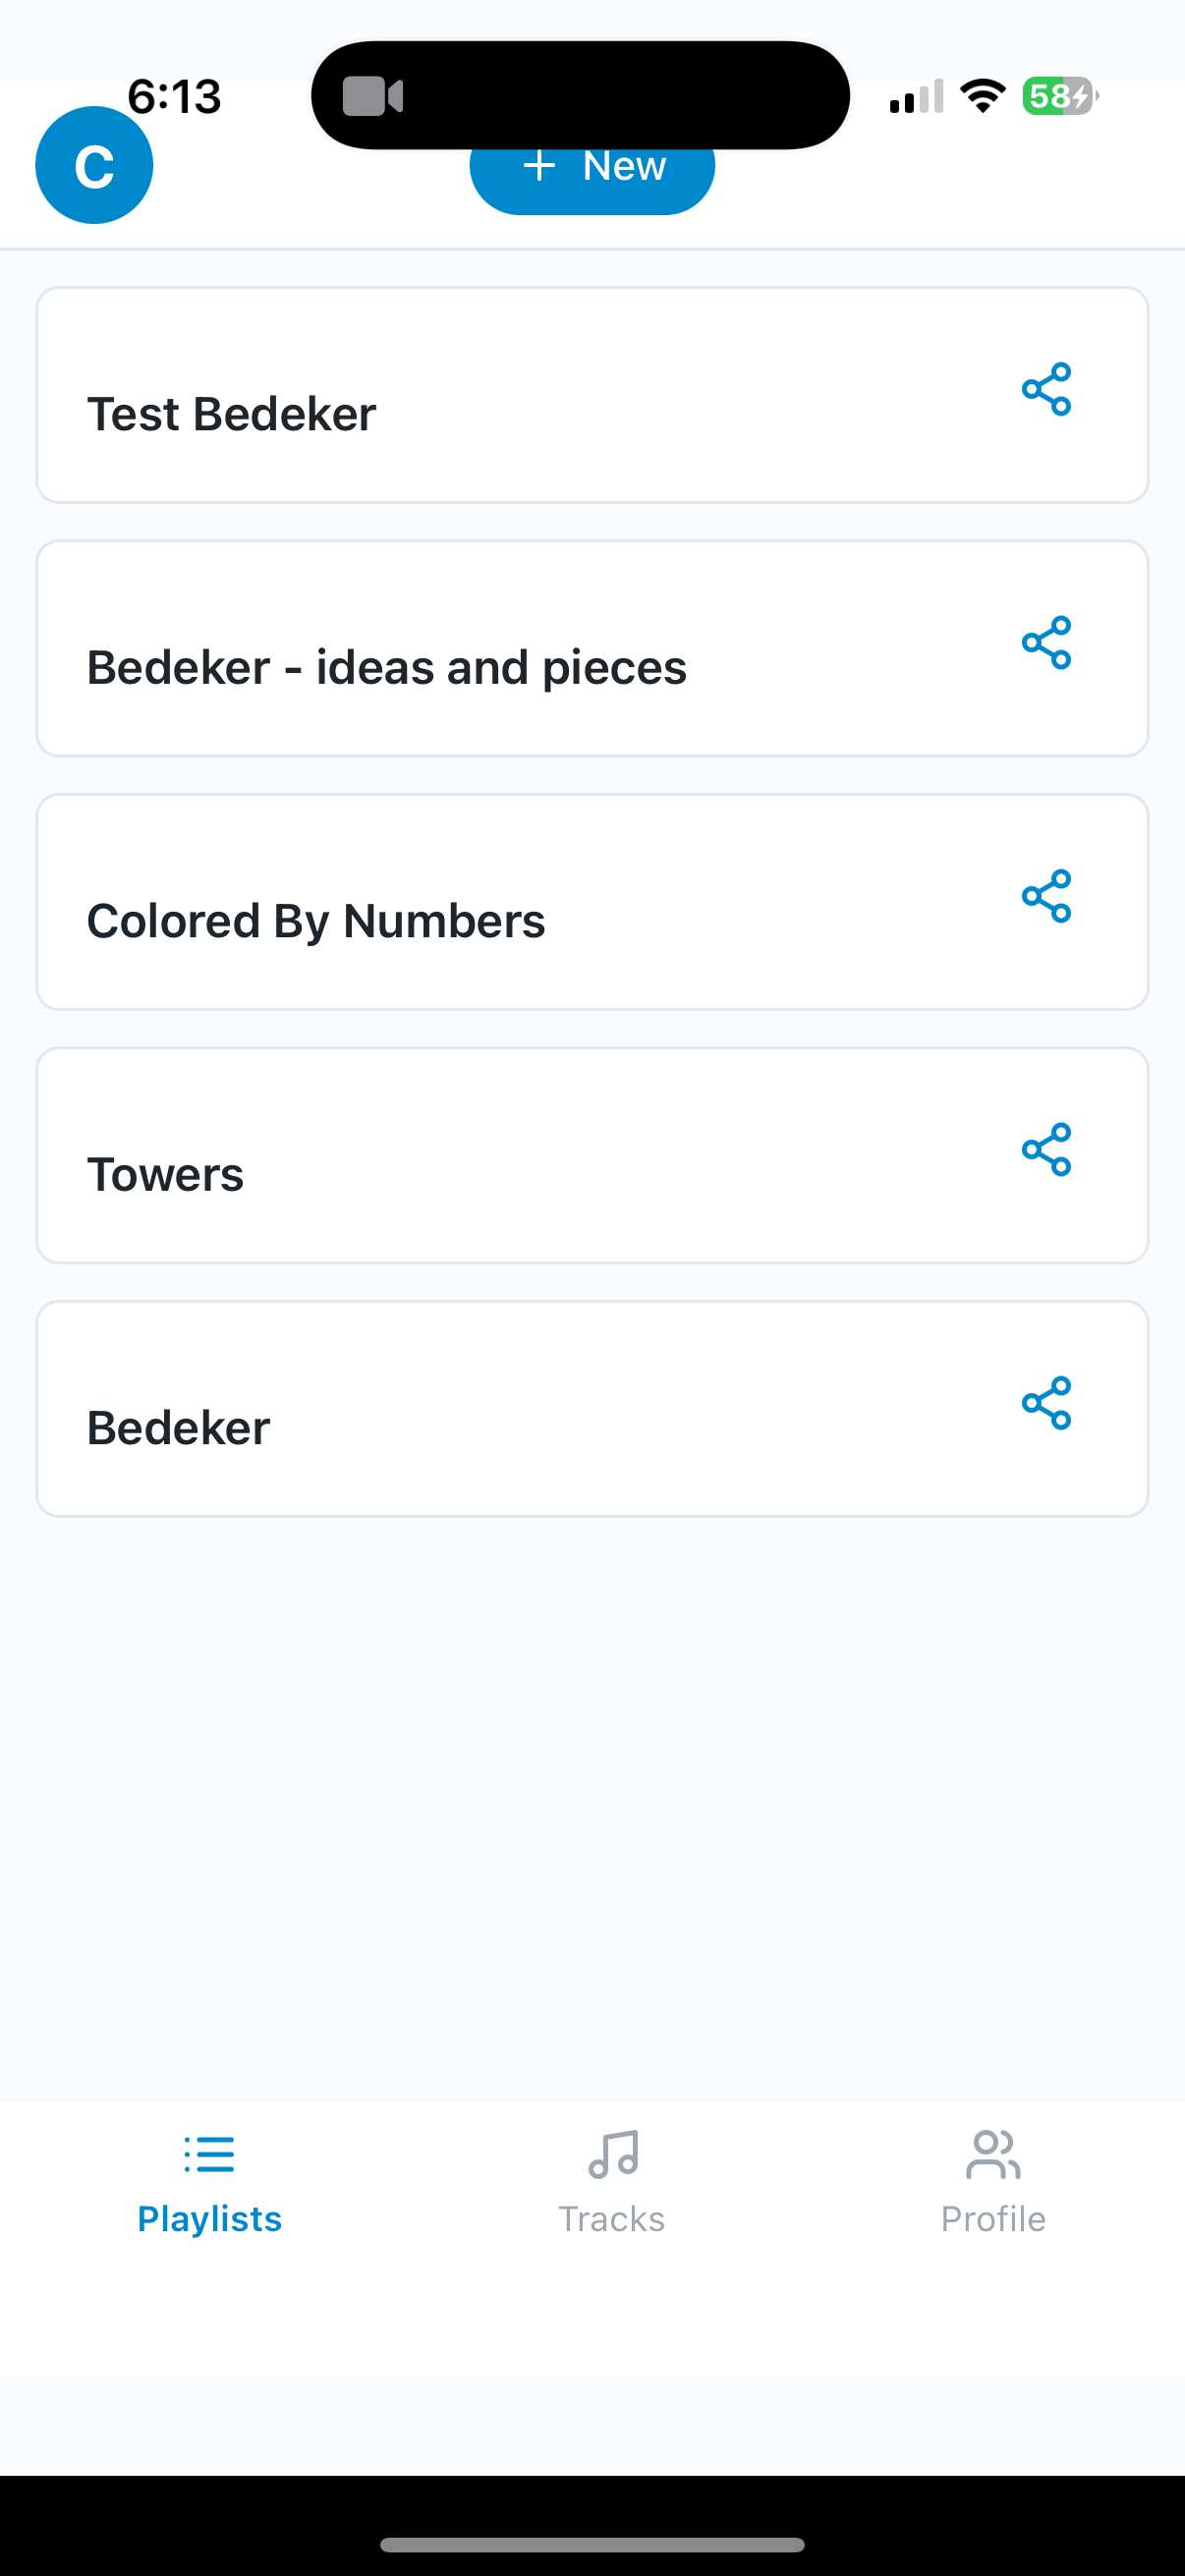 6:13
58
C
+ New
Test Bedeker
Bedeker - ideas and pieces
Colored By Numbers
Towers
Bedeker
Playlists
Tracks
Profile